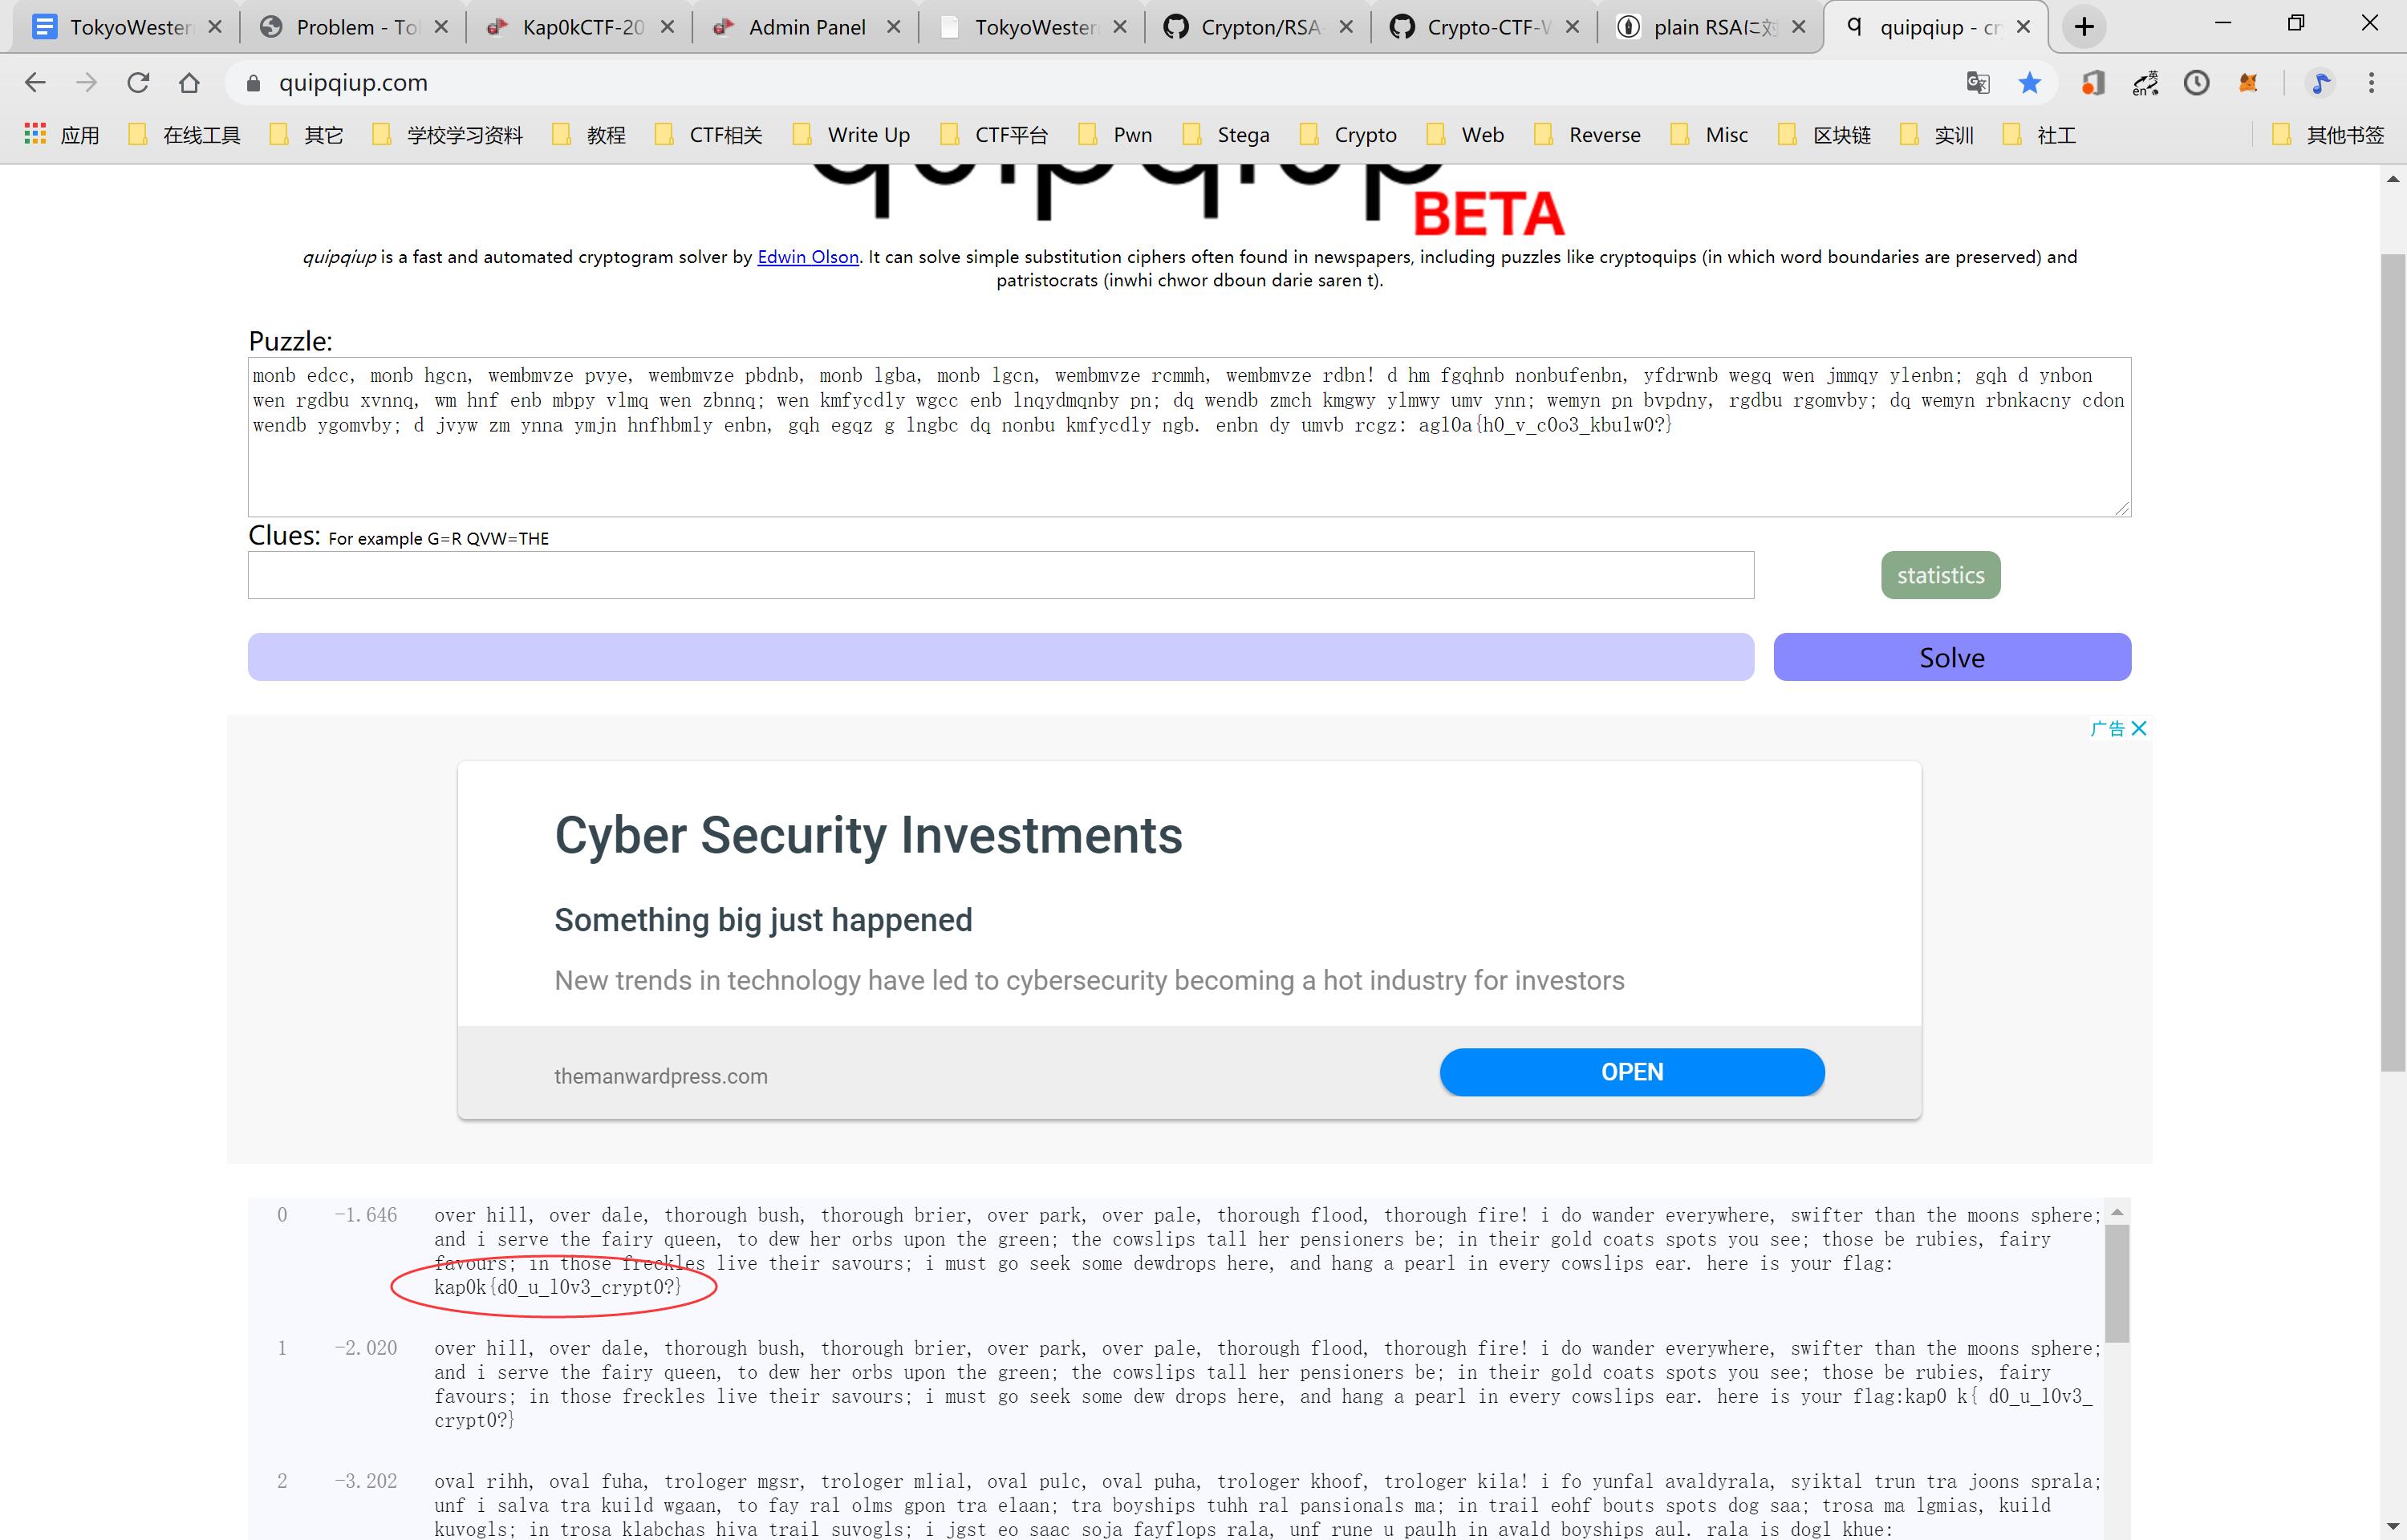 TokyoWester
Problem - To
Kap0kCTF-20
Admin Panel
TokyoWester
Crypton/RSA-
Crypto-CTF-W
plain RSAに対
quipqiup - cr
quipqiup.com
应用
在线工具
其它
学校学习资料
教程
CTF相关
Write Up
CTF平台
Pwn
Stega
Crypto
Web
Reverse
Misc
区块链
实训
社工
其他书签
quipqiup
BETA
quipqiup is a fast and automated cryptogram solver by Edwin Olson. It can solve simple substitution ciphers often found in newspapers, including puzzles like cryptoquips (in which word boundaries are preserved) and
patristocrats (inwhi chwor dboun darie saren t).
Puzzle:
monb edcc, monb hgcn, wembmvze pvye, wembmvze pbdnb, monb lgba, monb lgcn, wembmvze rcmmh, wembmvze rdbn! d hm fgqhnb nonbufenbn, yfdrwnb wegq wen jmmqy ylenbn; gqh d ynbon
wen rgdbu xvnnq, wm hnf enb mbpy vlmq wen zbnnq; wen kmfycdly wgcc enb lnqydmqnby pn; dq wendb zmch kmgwy ylmwy umv ynn; wemyn pn bvpdny, rgdbu rgomvby; dq wemyn rbnkacny cdon
wendb ygomvby; d jvyw zm ynna ymjn hnfhbmly enbn, gqh egqz g lngbc dq nonbu kmfycdly ngb. enbn dy umvb rcgz: agl0a{h0_v_c0o3_kbulw0?}
Clues: For example G=R QVW=THE
statistics
Solve
广告
Cyber Security Investments
Something big just happened
New trends in technology have led to cybersecurity becoming a hot industry for investors
themanwardpress.com
OPEN
0 -1.646 over hill, over dale, thorough bush, thorough brier, over park, over pale, thorough flood, thorough fire! i do wander everywhere, swifter than the moons sphere;
and i serve the fairy queen, to dew her orbs upon the green; the cowslips tall her pensioners be; in their gold coats spots you see; those be rubies, fairy
favours; in those freckles live their savours; i must go seek some dewdrops here, and hang a pearl in every cowslips ear. here is your flag:
kap0k{d0_u_l0v3_crypt0?}
1 -2.020 over hill, over dale, thorough bush, thorough brier, over park, over pale, thorough flood, thorough fire! i do wander everywhere, swifter than the moons sphere;
and i serve the fairy queen, to dew her orbs upon the green; the cowslips tall her pensioners be; in their gold coats spots you see; those be rubies, fairy
favours; in those freckles live their savours; i must go seek some dew drops here, and hang a pearl in every cowslips ear. here is your flag:kap0 k{ d0_u_l0v3_
crypt0?}
2 -3.202 oval rihh, oval fuha, trologer mgsr, trologer mlial, oval pulc, oval puha, trologer khoof, trologer kila! i fo yunfal avaldyrala, syiktal trun tra joons sprala;
unf i salva tra kuild wgaan, to fay ral olms gpon tra elaan; tra boyships tuhh ral pansionals ma; in trail eohf bouts spots dog saa; trosa ma lgmias, kuild
kuvogls; in trosa klabchas hiva trail suvogls; i jgst eo saac soja fayflops rala, unf rune u paulh in avald boyships aul. rala is dogl khue: